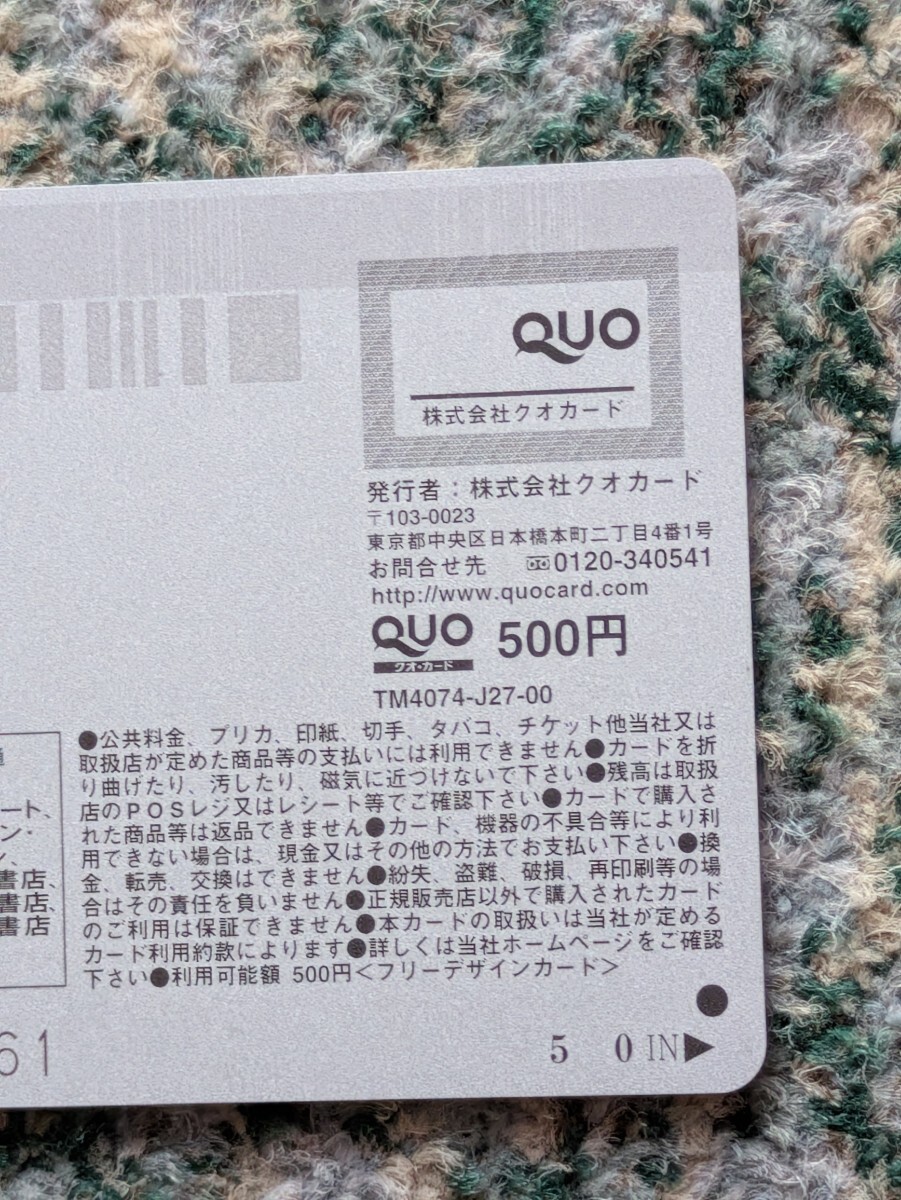 QUO
株式会社クオカード
発行者：株式会社クオカード
〒103-0023
東京都中央区日本橋本町二丁目4番1号
お問合せ先 0120-340541
http://www.quocard.com
QUO 500円
クオ・カード
TM4074-J27-00
●公共料金、プリカ、印紙、切手、タバコ、チケット他当社又は
取扱店が定めた商品等の支払いには利用できません●カードを折
り曲げたり、汚したり、磁気に近づけないで下さい●残高は取扱
店のPOSレジ又はレシート等でご確認下さい●カードで購入さ
れた商品等は返品できません●カード、機器の不具合等により利
用できない場合は、現金又はその他の方法でお支払い下さい●換
金、転売、交換はできません●紛失、盗難、破損、再印刷等の場
合はその責任を負いません●正規販売店以外で購入されたカード
のご利用は保証できません●本カードの取扱いは当社が定める
カード利用約款によります●詳しくは当社ホームページをご確認
下さい●利用可能額 500円＜フリーデザインカード＞
ート、
ン・
ン、
書店、
書店、
書店
61
5 0 IN▶